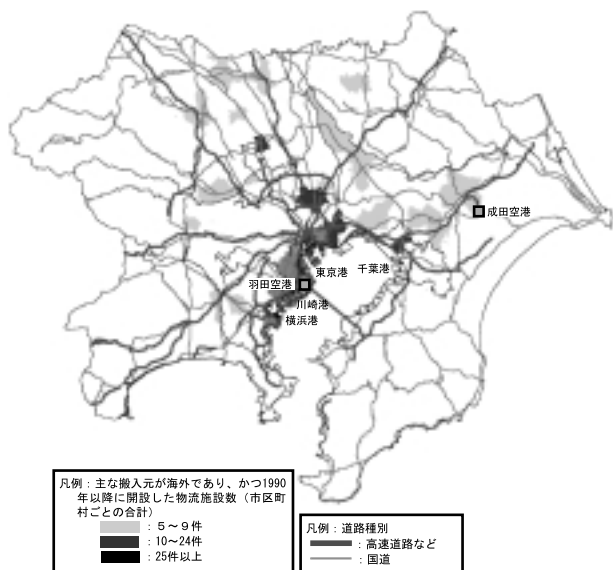 成田空港
東京港
千葉港
羽田空港
川崎港
横浜港
凡例：主な搬入元が海外であり、かつ1990
年以降に開設した物流施設数（市区町
村ごとの合計）
：５～９件
：10～24件
：25件以上
凡例：道路種別
：高速道路など
：国道